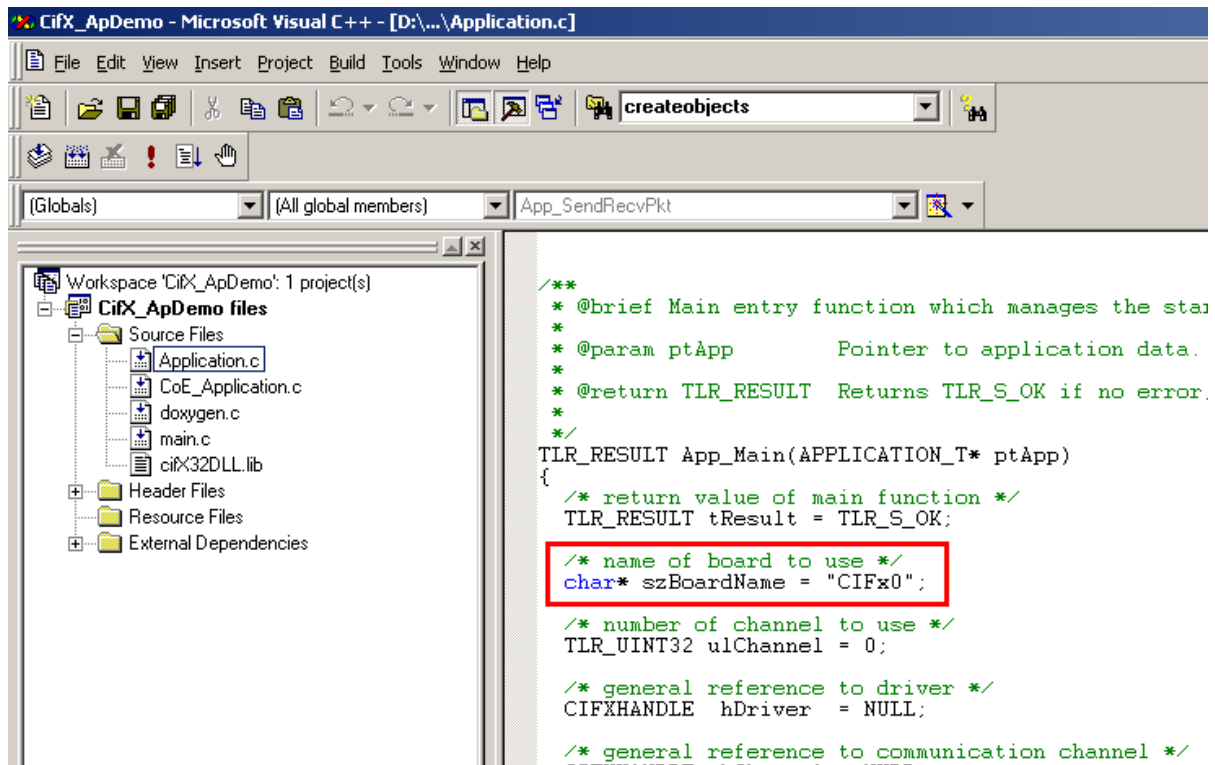 CifX_ApDemo - Microsoft Visual C++ - [D:\...\Application.c]
File Edit View Insert Project Build Tools Window Help
createobjects
(Globals) (All global members) App_SendRecvPkt
Workspace 'CifX_ApDemo': 1 project(s)
CifX_ApDemo files
Source Files
Application.c
CoE_Application.c
doxygen.c
main.c
cifX32DLL.lib
Header Files
Resource Files
External Dependencies
/**
* @brief Main entry function which manages the star
*
* @param ptApp Pointer to application data.
*
* @return TLR_RESULT Returns TLR_S_OK if no error.
*
*/
TLR_RESULT App_Main(APPLICATION_T* ptApp)
{
/* return value of main function */
TLR_RESULT tResult = TLR_S_OK;
/* name of board to use */
char* szBoardName = "CIFx0";
/* number of channel to use */
TLR_UINT32 ulChannel = 0;
/* general reference to driver */
CIFXHANDLE hDriver = NULL;
/* general reference to communication channel */